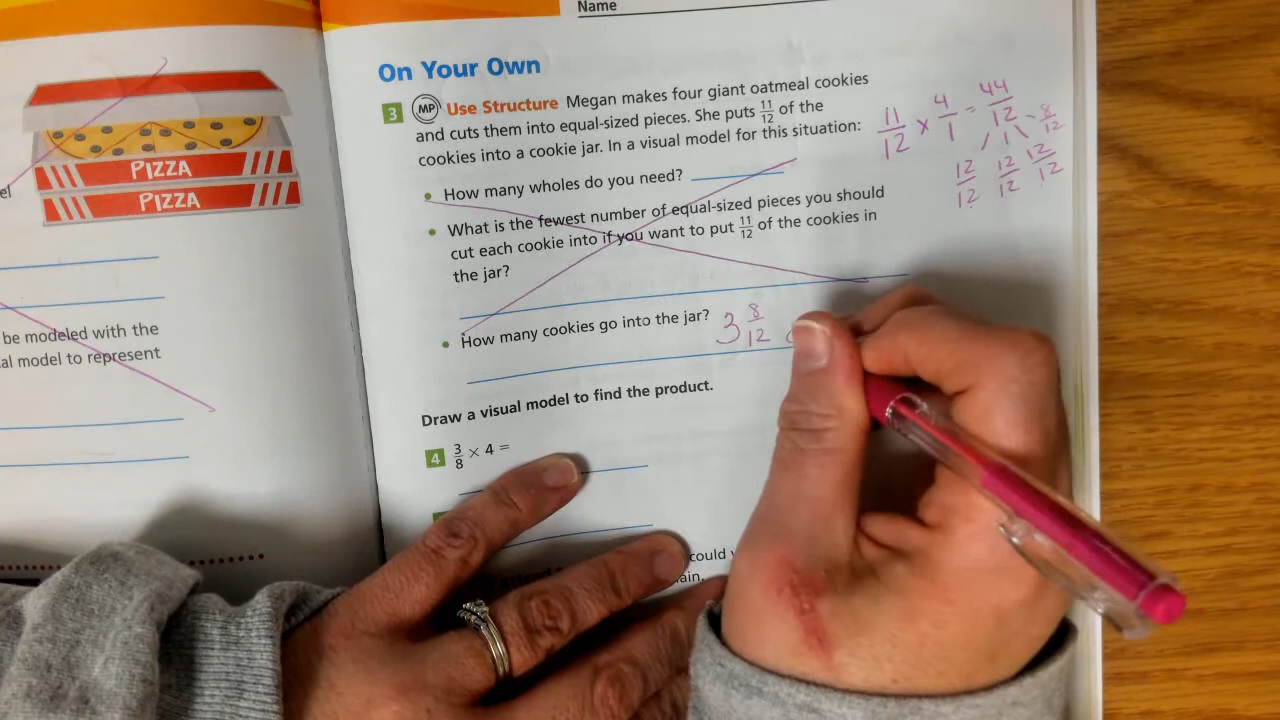 Name
On Your Own
3 MP Use Structure Megan makes four giant oatmeal cookies
and cuts them into equal-sized pieces. She puts 11/12 of the
cookies into a cookie jar. In a visual model for this situation:
• How many wholes do you need?
• What is the fewest number of equal-sized pieces you should
cut each cookie into if you want to put 11/12 of the cookies in
the jar?
• How many cookies go into the jar? 3 8/12
Draw a visual model to find the product.
4 3/8 × 4 =
could
ain.
11/12 × 4/1 = 44/12
8/12
12/12 12/12 12/12
PIZZA
PIZZA
el
be modeled with the
al model to represent